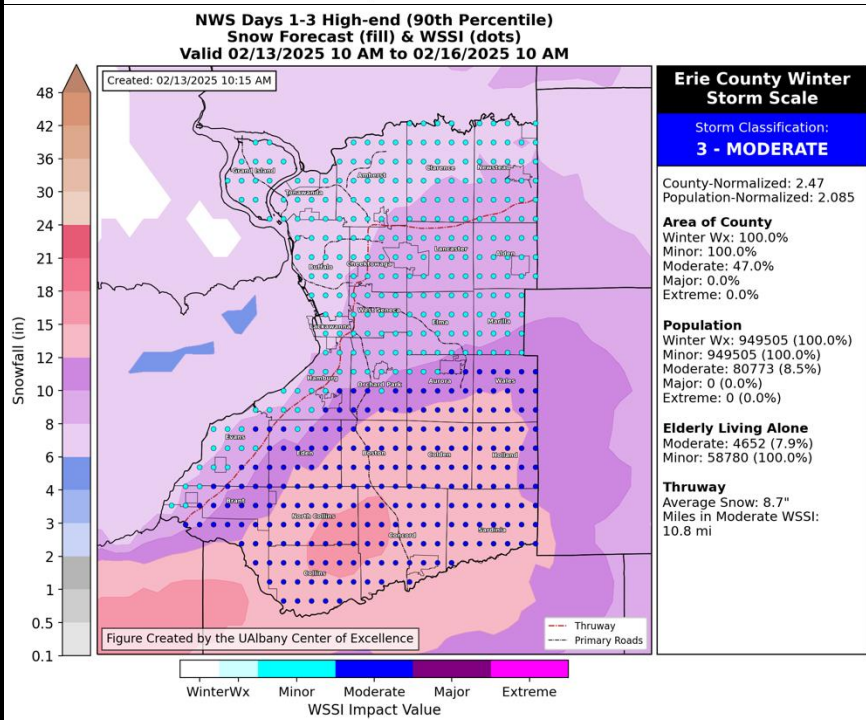 NWS Days 1-3 High-end (90th Percentile)
Snow Forecast (fill) & WSSI (dots)
Valid 02/13/2025 10 AM to 02/16/2025 10 AM
Created: 02/13/2025 10:15 AM
Snowfall (in)
48
42
36
30
24
21
18
15
12
10
8
6
4
3
2
1
0.5
0.1
Grand Island
Tonawanda
Amherst
Clarence
Newstead
Buffalo
Cheektowaga
Lancaster
Alden
West Seneca
Lackawanna
Elma
Marilla
Hamburg
Orchard Park
Aurora
Wales
Evans
Eden
Boston
Colden
Holland
Brant
North Collins
Concord
Sardinia
Collins
Figure Created by the UAlbany Center of Excellence
Thruway
Primary Roads
WinterWx
Minor
Moderate
Major
Extreme
WSSI Impact Value
Erie County Winter
Storm Scale
Storm Classification:
3 - MODERATE
County-Normalized: 2.47
Population-Normalized: 2.085
Area of County
Winter Wx: 100.0%
Minor: 100.0%
Moderate: 47.0%
Major: 0.0%
Extreme: 0.0%
Population
Winter Wx: 949505 (100.0%)
Minor: 949505 (100.0%)
Moderate: 80773 (8.5%)
Major: 0 (0.0%)
Extreme: 0 (0.0%)
Elderly Living Alone
Moderate: 4652 (7.9%)
Minor: 58780 (100.0%)
Thruway
Average Snow: 8.7"
Miles in Moderate WSSI:
10.8 mi